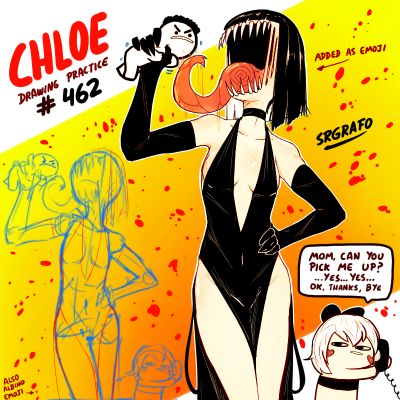 CHLOE
DRAWING PRACTICE
# 462
ADDED AS EMOJI
SRGRAFO
MOM, CAN YOU
PICK ME UP?
...YES...YES...
OK, THANKS, BYE
ALSO
ALBINO
EMOJI